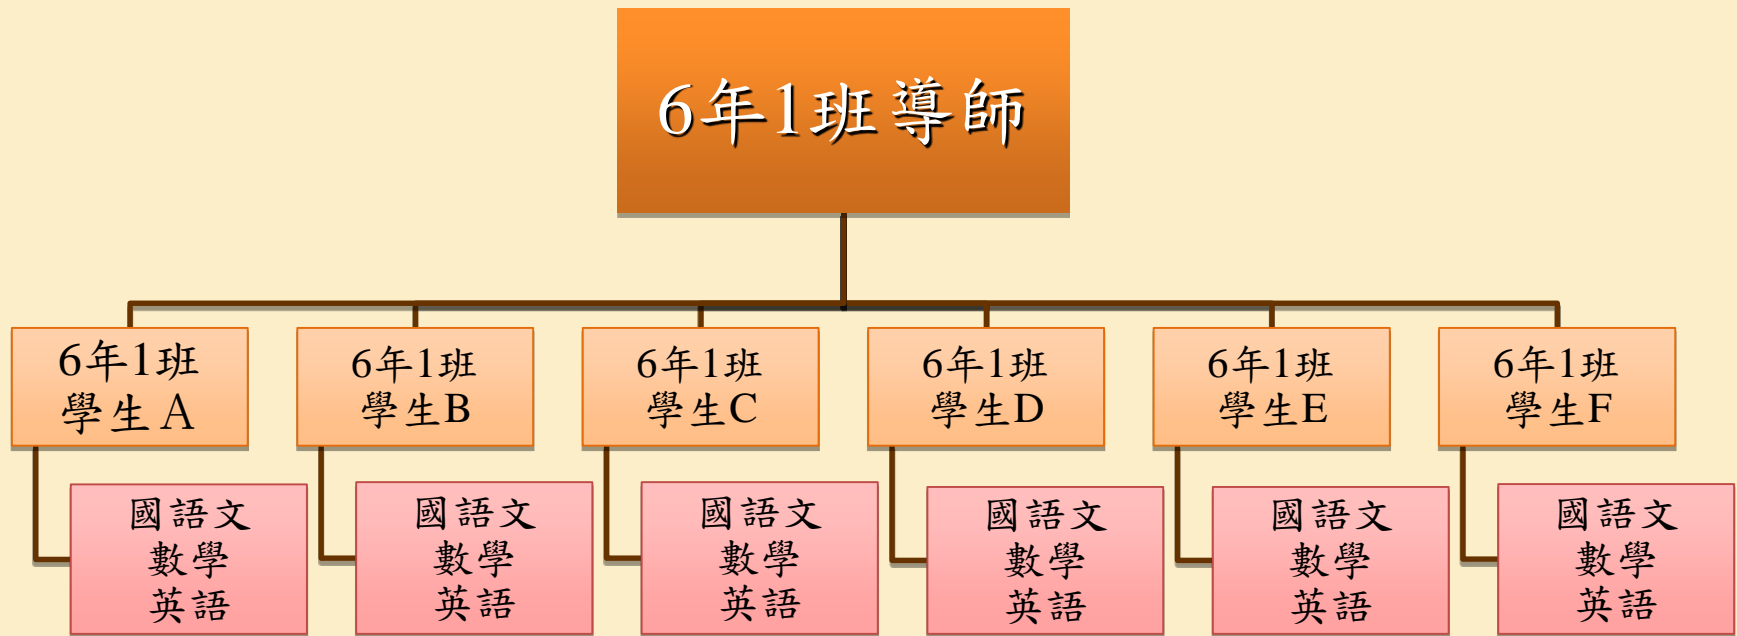 6年1班導師
6年1班
學生A
6年1班
學生B
6年1班
學生C
6年1班
學生D
6年1班
學生E
6年1班
學生F
國語文
數學
英語
國語文
數學
英語
國語文
數學
英語
國語文
數學
英語
國語文
數學
英語
國語文
數學
英語